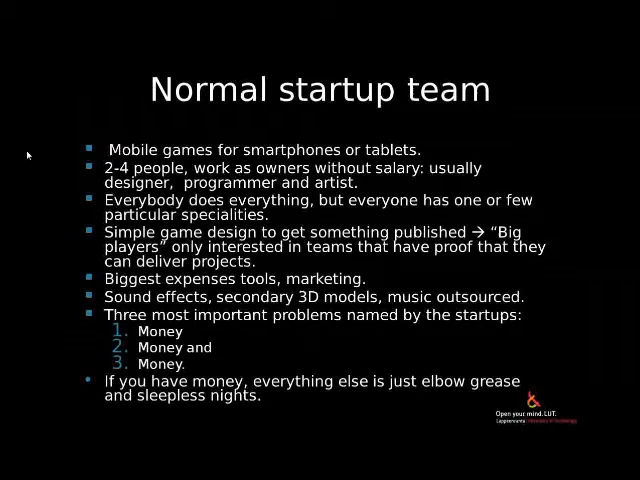 Normal startup team
Mobile games for smartphones or tablets.
2-4 people, work as owners without salary: usually
designer, programmer and artist.
Everybody does everything, but everyone has one or few
particular specialities.
Simple game design to get something published → “Big
players” only interested in teams that have proof that they
can deliver projects.
Biggest expenses tools, marketing.
Sound effects, secondary 3D models, music outsourced.
Three most important problems named by the startups:
1. Money
2. Money and
3. Money.
If you have money, everything else is just elbow grease
and sleepless nights.
Open your mind. LUT.
Lappeenranta University of Technology